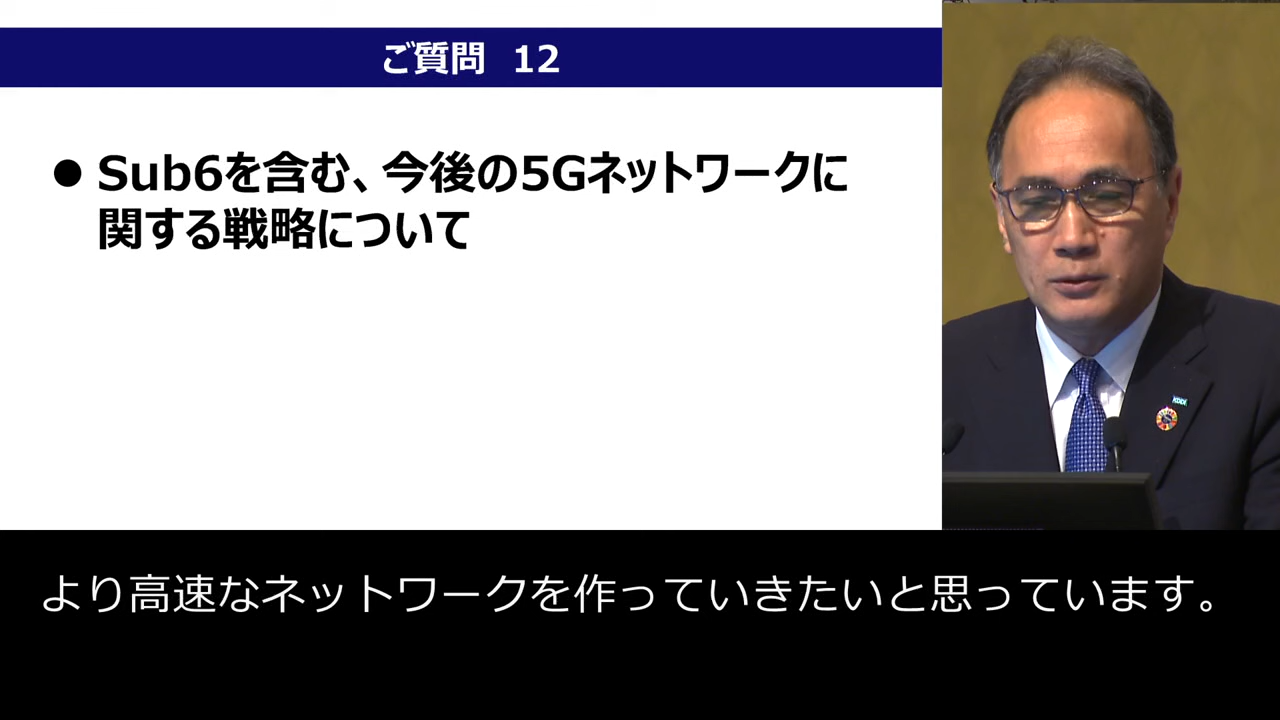 ご質問 12
● Sub6を含む、今後の5Gネットワークに
関する戦略について
KDDI
より高速なネットワークを作っていきたいと思っています。